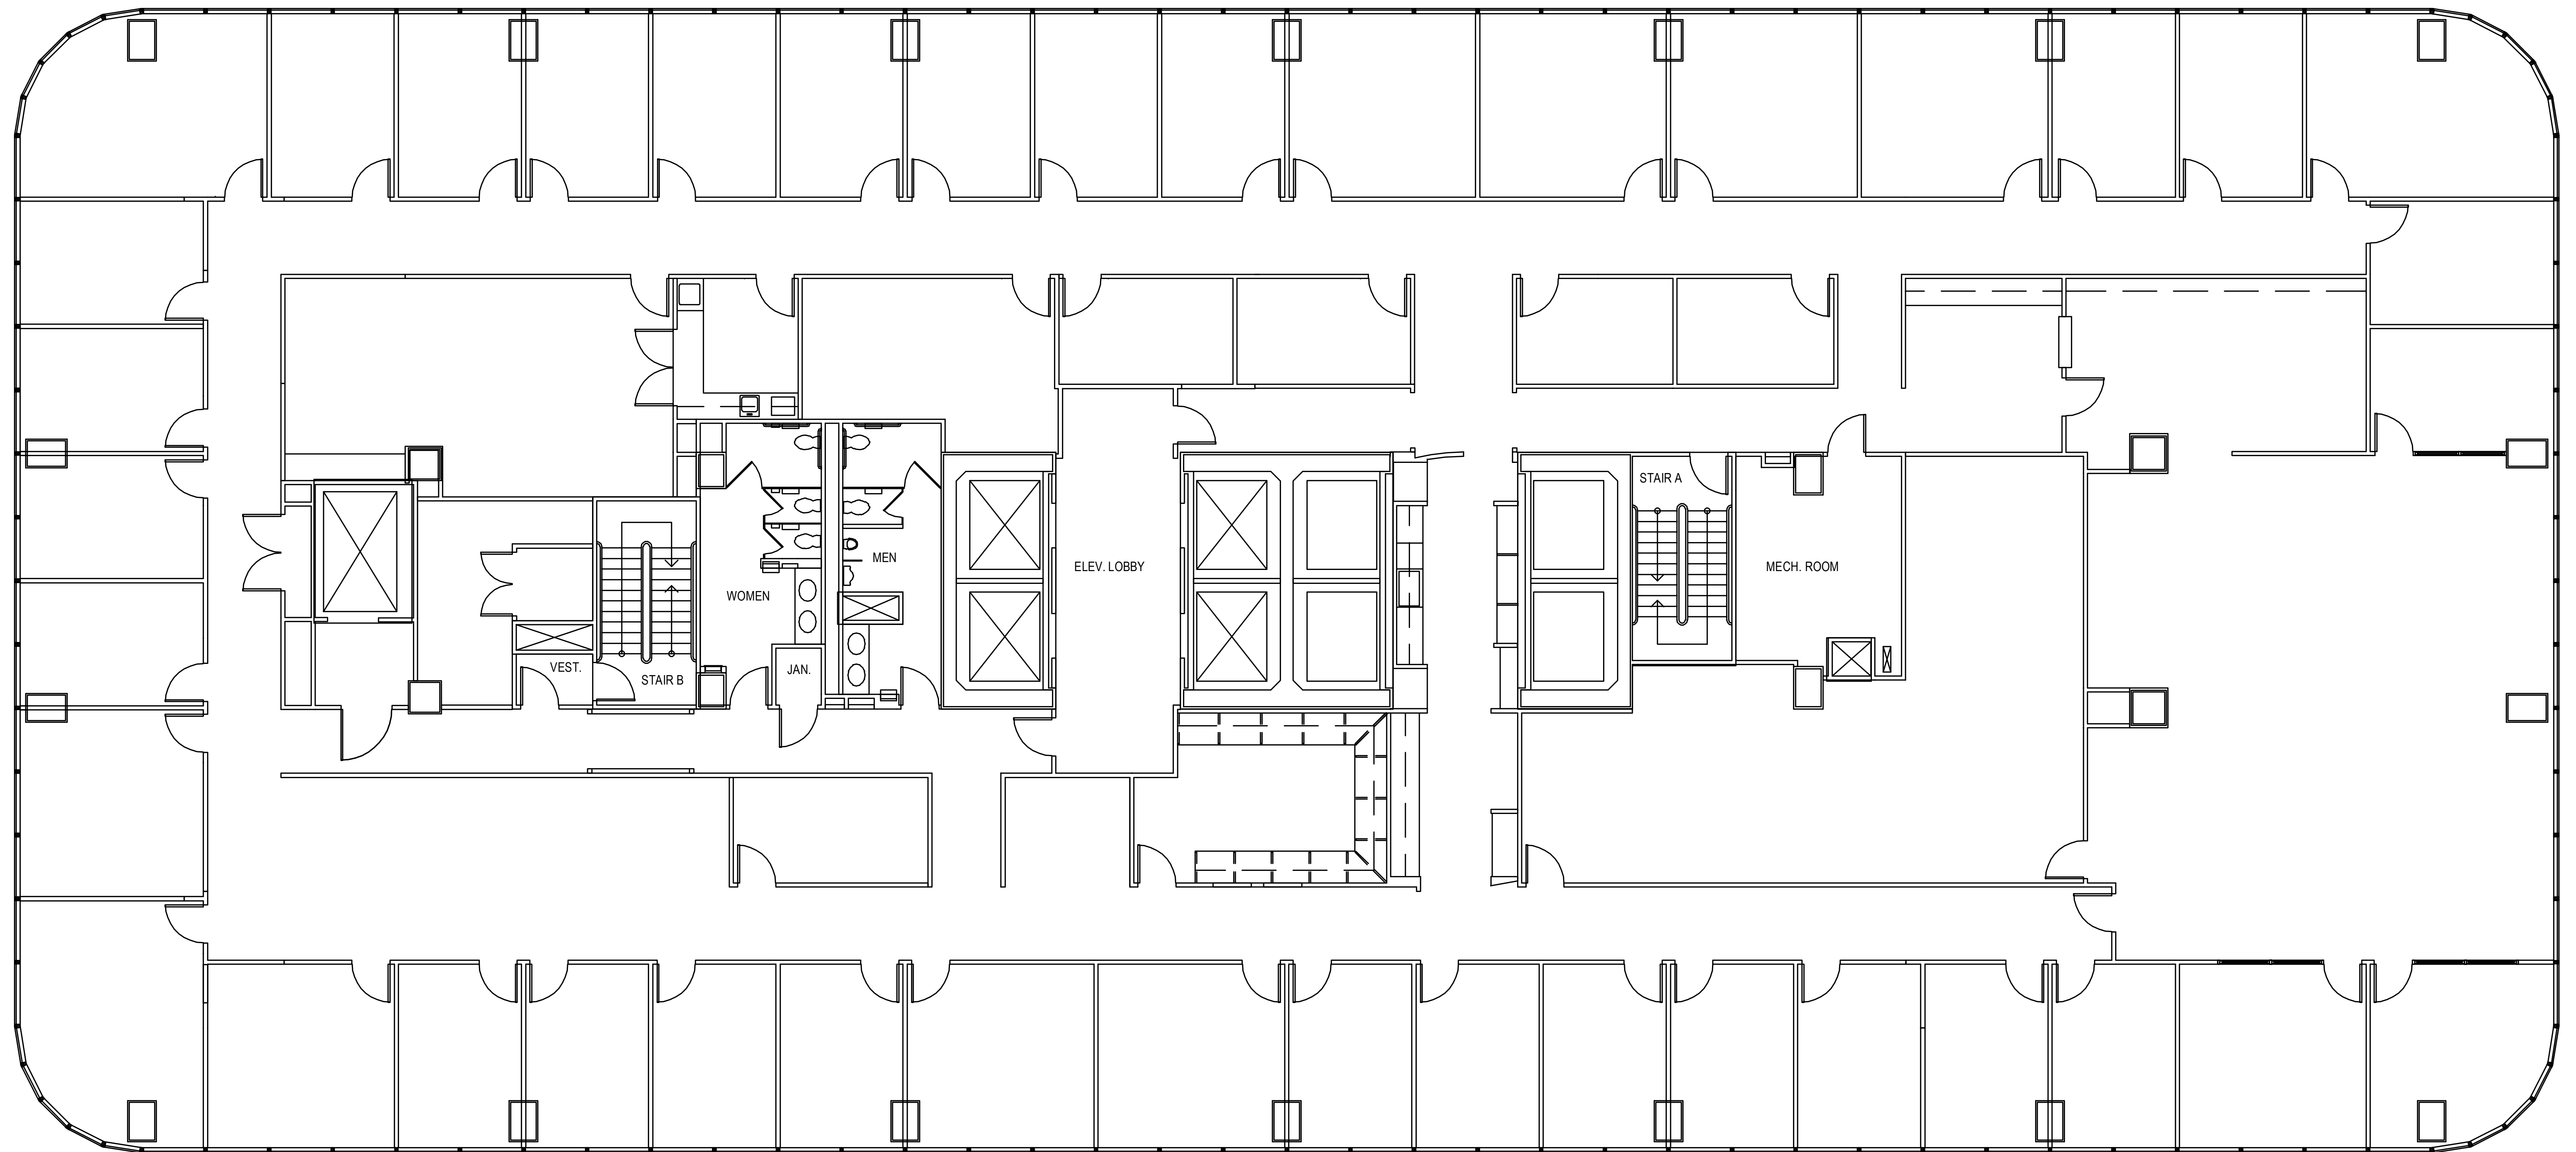 STAIR A
MEN
ELEV. LOBBY
MECH. ROOM
WOMEN
VEST.
JAN.
STAIR B